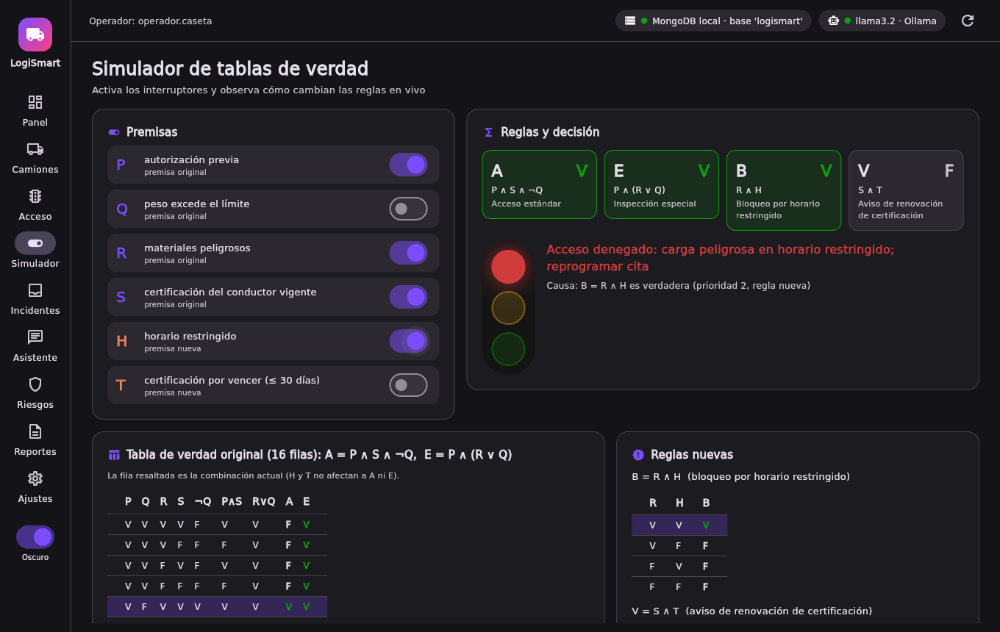 LogiSmart
Panel
Camiones
Acceso
Simulador
Incidentes
Asistente
Riesgos
Reportes
Ajustes
Oscuro
Operador: operador.caseta
MongoDB local · base 'logismart'
llama3.2 · Ollama
Simulador de tablas de verdad
Activa los interruptores y observa cómo cambian las reglas en vivo
Premisas
P autorización previa
premisa original
Q peso excede el límite
premisa original
R materiales peligrosos
premisa original
S certificación del conductor vigente
premisa original
H horario restringido
premisa nueva
T certificación por vencer (≤ 30 días)
premisa nueva
Reglas y decisión
A V
P ∧ S ∧ ¬Q
Acceso estándar
E V
P ∧ (R ∨ Q)
Inspección especial
B V
R ∧ H
Bloqueo por horario
restringido
V F
S ∧ T
Aviso de renovación
de certificación
Acceso denegado: carga peligrosa en horario restringido;
reprogramar cita
Causa: B = R ∧ H es verdadera (prioridad 2, regla nueva)
Tabla de verdad original (16 filas): A = P ∧ S ∧ ¬Q, E = P ∧ (R ∨ Q)
La fila resaltada es la combinación actual (H y T no afectan a A ni E).
P Q R S ¬Q P∧S R∨Q A E
V V V V F V V F V
V V V F F F V F V
V V F V F V V F V
V V F F F F V F V
V F V V V V V V V
Reglas nuevas
B = R ∧ H (bloqueo por horario restringido)
R H B
V V V
V F F
F V F
F F F
V = S ∧ T (aviso de renovación de certificación)